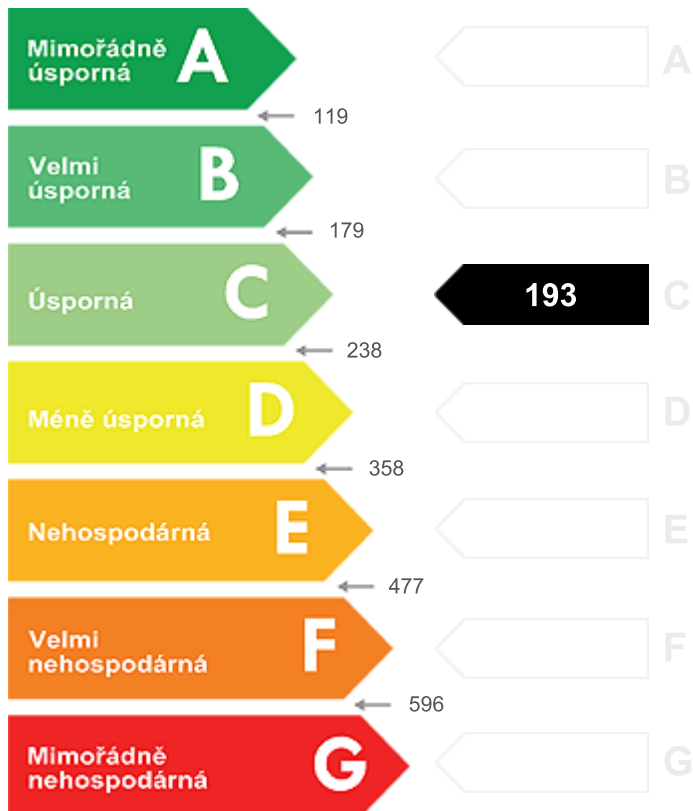 Mimořádně
úsporná
A
A
119
Velmi
úsporná
B
B
179
Úsporná
C
193
C
238
Méně úsporná
D
D
358
Nehospodárná
E
E
477
Velmi
nehospodárná
F
F
596
Mimořádně
nehospodárná
G
G